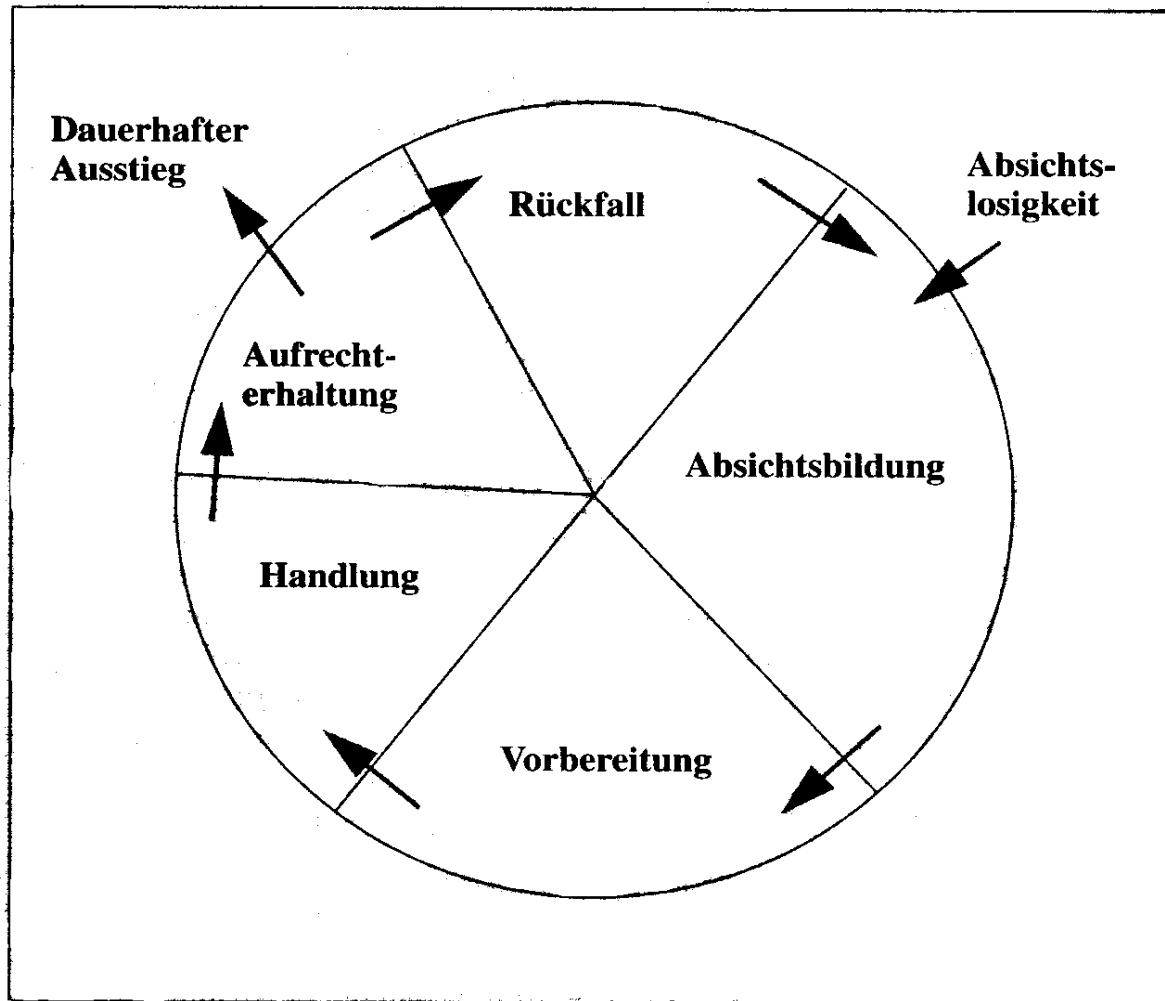 Dauerhafter
Ausstieg
Rückfall
Absichts-
losigkeit
Aufrecht-
erhaltung
Absichtsbildung
Handlung
Vorbereitung